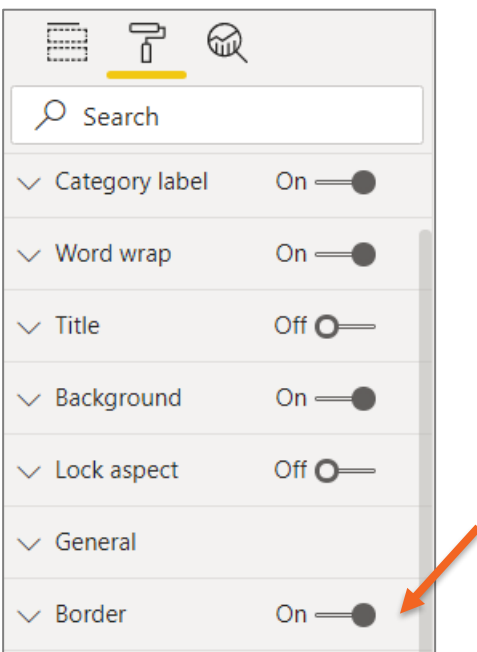 Search
Category label On
Word wrap On
Title Off
Background On
Lock aspect Off
General
Border On